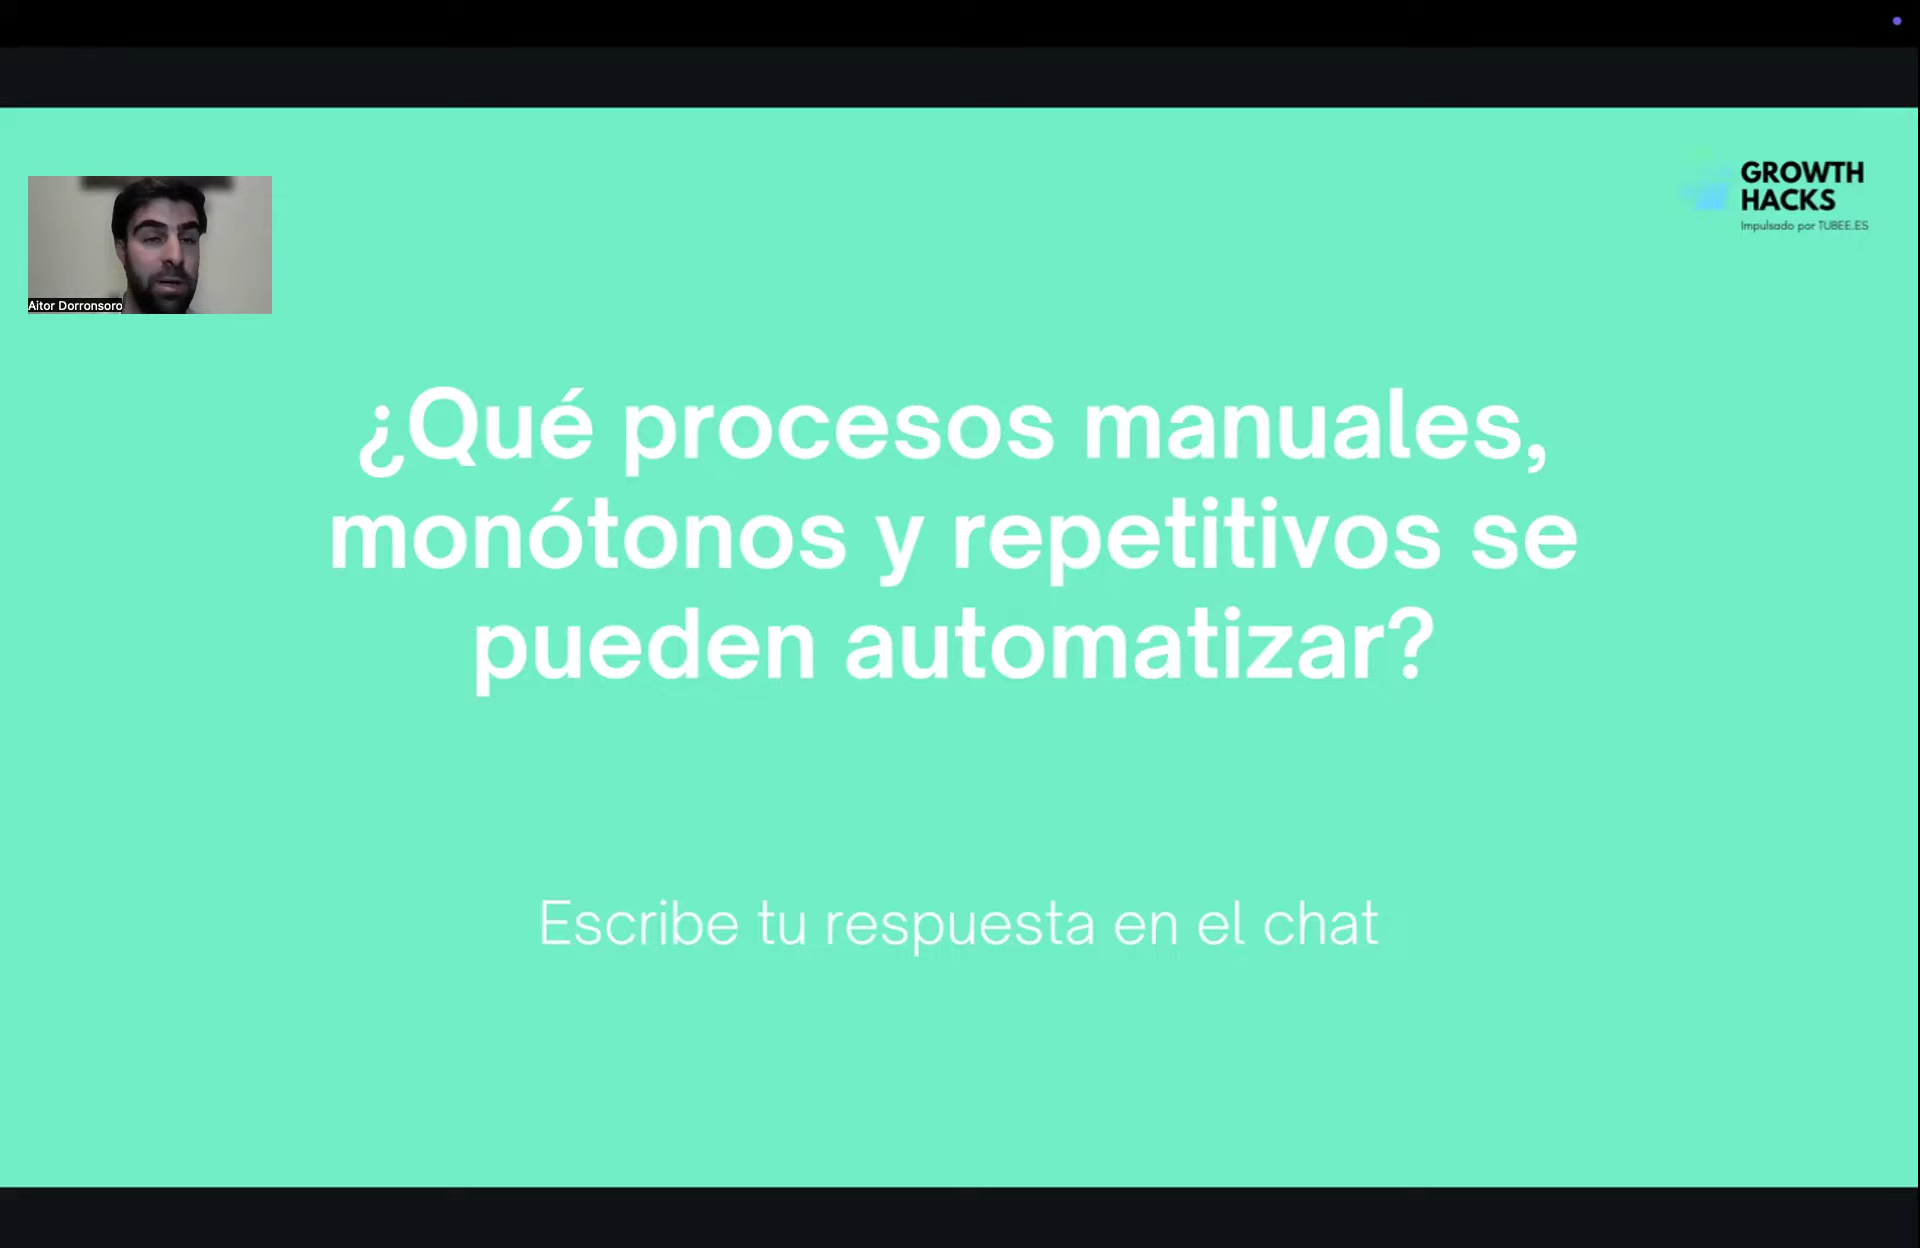 GROWTH
HACKS
Impulsado por TUBEE.ES
Aitor Dorronsoro
¿Qué procesos manuales,
monótonos y repetitivos se
pueden automatizar?
Escribe tu respuesta en el chat